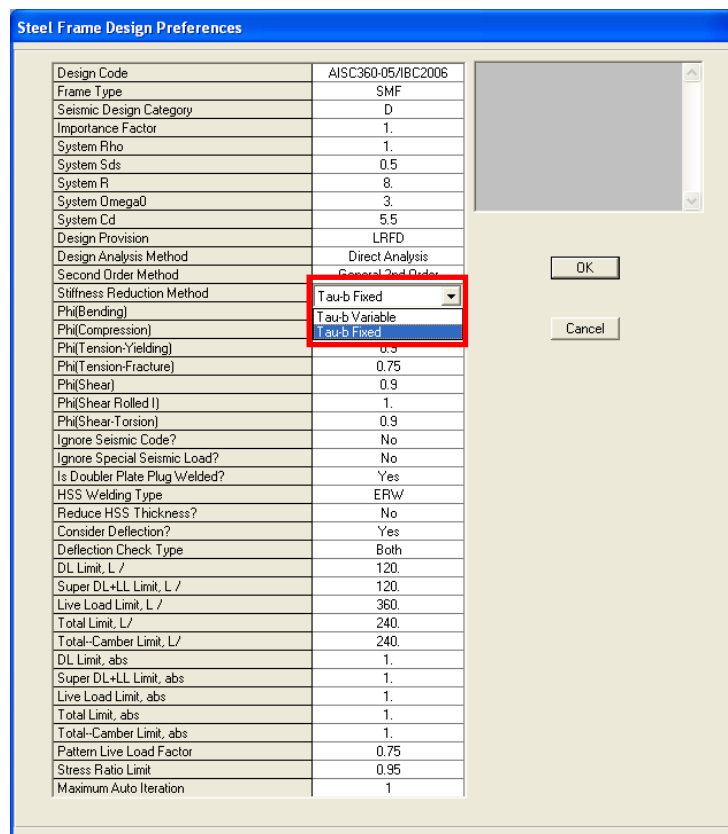 Steel Frame Design Preferences
Design Code AISC360-05/IBC2006
Frame Type SMF
Seismic Design Category D
Importance Factor 1.
System Rho 1.
System Sds 0.5
System R 8.
System Omega0 3.
System Cd 5.5
Design Provision LRFD
Design Analysis Method Direct Analysis
Second Order Method General 2nd Order
Stiffness Reduction Method Tau-b Fixed
Phi(Bending) Tau-b Variable
Phi(Compression) Tau-b Fixed
Phi(Tension-Yielding) 0.9
Phi(Tension-Fracture) 0.75
Phi(Shear) 0.9
Phi(Shear Rolled I) 1.
Phi(Shear-Torsion) 0.9
Ignore Seismic Code? No
Ignore Special Seismic Load? No
Is Doubler Plate Plug Welded? Yes
HSS Welding Type ERW
Reduce HSS Thickness? No
Consider Deflection? Yes
Deflection Check Type Both
DL Limit, L / 120.
Super DL+LL Limit, L / 120.
Live Load Limit, L / 360.
Total Limit, L/ 240.
Total--Camber Limit, L/ 240.
DL Limit, abs 1.
Super DL+LL Limit, abs 1.
Live Load Limit, abs 1.
Total Limit, abs 1.
Total--Camber Limit, abs 1.
Pattern Live Load Factor 0.75
Stress Ratio Limit 0.95
Maximum Auto Iteration 1
OK
Cancel